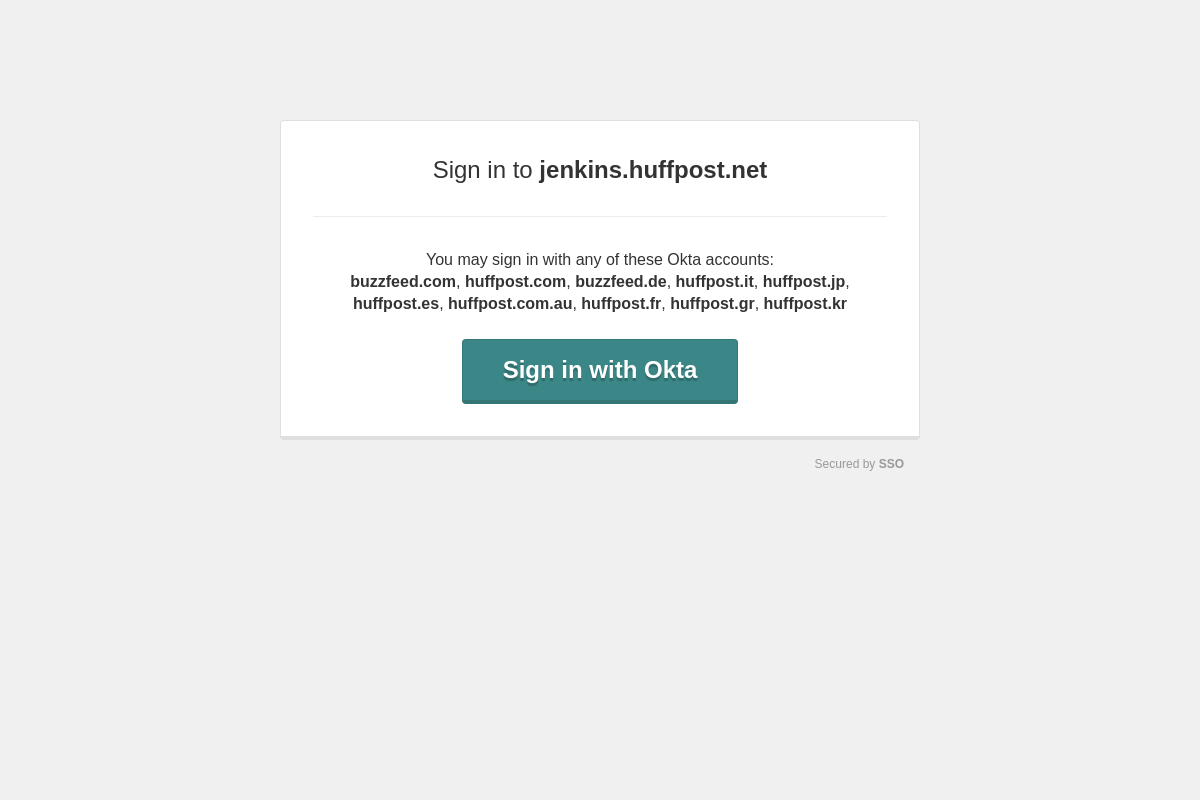 Sign in to jenkins.huffpost.net
You may sign in with any of these Okta accounts:
buzzfeed.com, huffpost.com, buzzfeed.de, huffpost.it, huffpost.jp,
huffpost.es, huffpost.com.au, huffpost.fr, huffpost.gr, huffpost.kr
Sign in with Okta
Secured by SSO